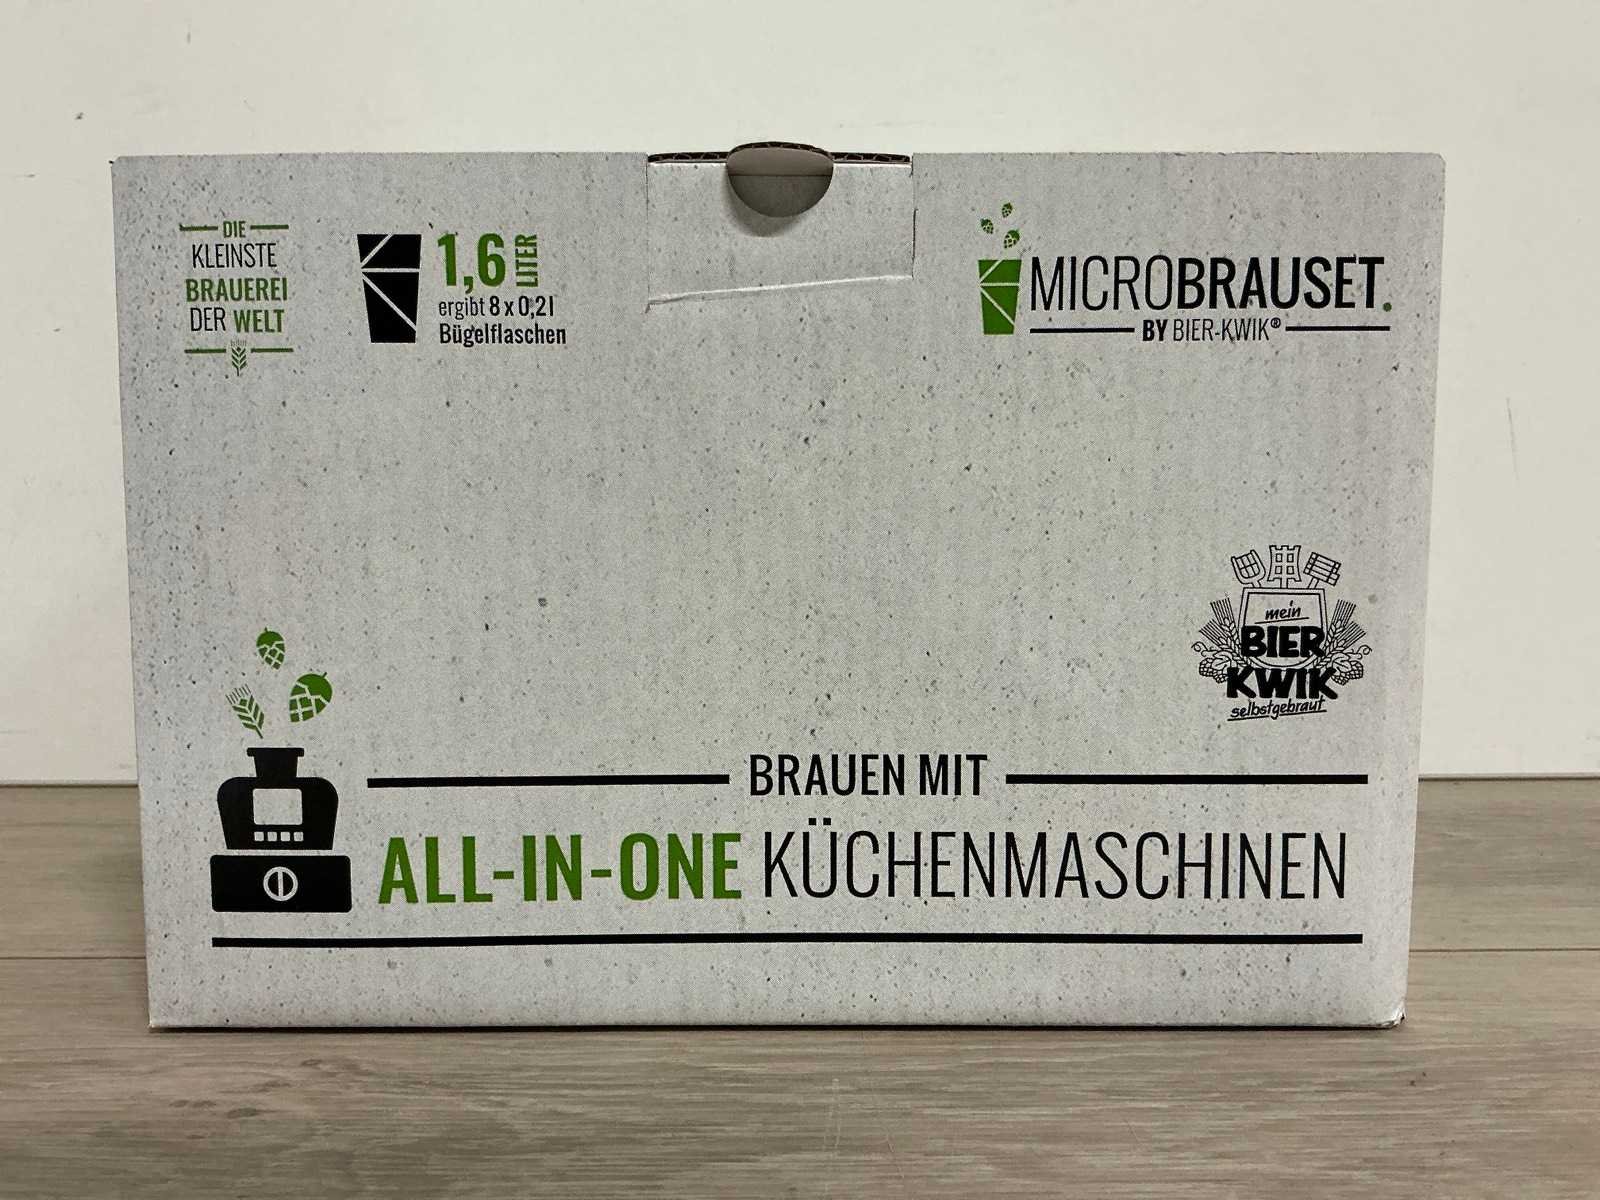 DIE
KLEINSTE
BRAUEREI
DER WELT
1,6 LITER
ergibt 8 x 0,2 l
Bügelflaschen
MICROBRAUSET.
BY BIER-KWIK®
mein
BIER
KWIK
selbstgebraut
BRAUEN MIT
ALL-IN-ONE KÜCHENMASCHINEN